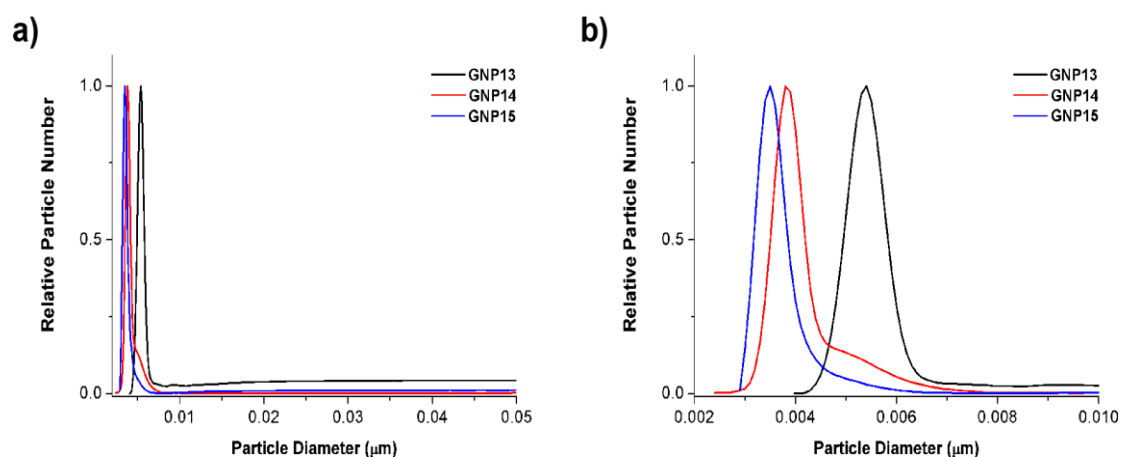 a)
Relative Particle Number
1.0
0.5
0.0
GNP13
GNP14
GNP15
0.01
0.02
0.03
0.04
0.05
Particle Diameter (μm)
b)
Relative Particle Number
1.0
0.5
0.0
GNP13
GNP14
GNP15
0.002
0.004
0.006
0.008
0.010
Particle Diameter (μm)